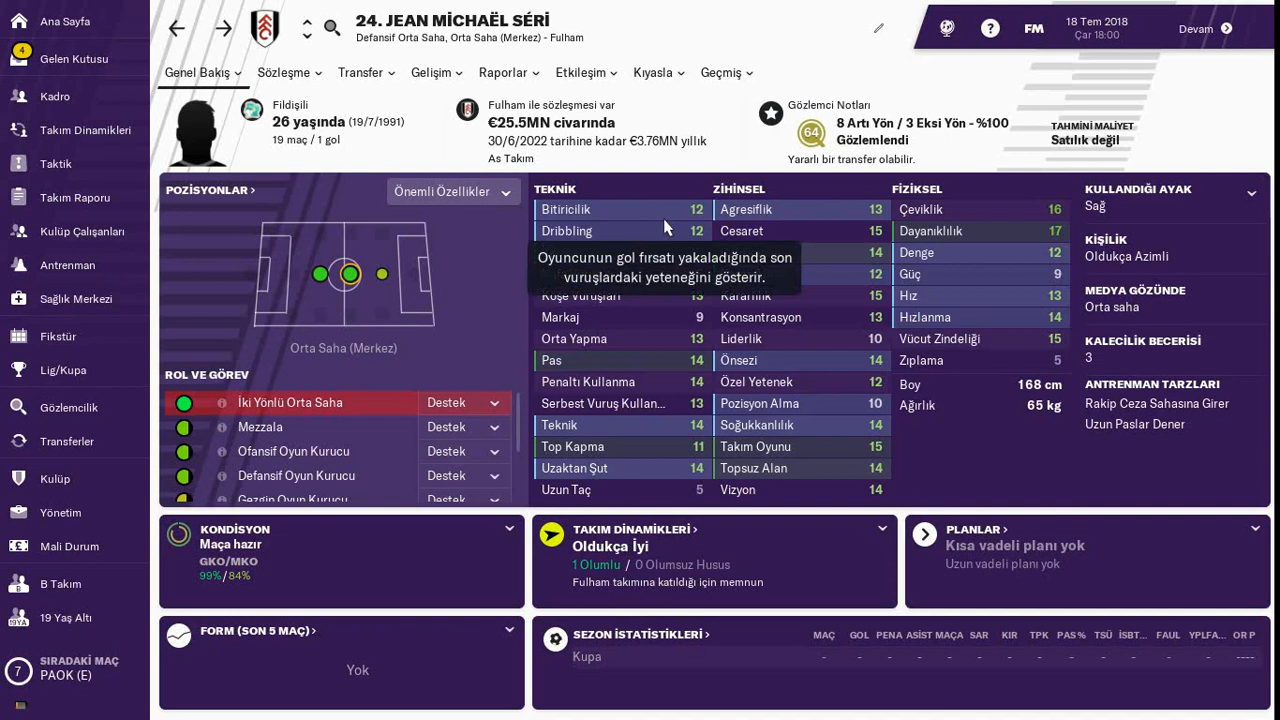 Ana Sayfa
4
Gelen Kutusu
Kadro
Takım Dinamikleri
Taktik
Takım Raporu
Kulüp Çalışanları
Antrenman
Sağlık Merkezi
Fikstür
Lig/Kupa
Gözlemcilik
Transferler
Kulüp
Yönetim
Mali Durum
B
B Takım
19YA
19 Yaş Altı
7
SIRADAKİ MAÇ
PAOK (E)
24. JEAN MİCHAËL SÉRİ
Defansif Orta Saha, Orta Saha (Merkez) - Fulham
?
FM
18 Tem 2018
Çar 18:00
Devam
Genel Bakış
Sözleşme
Transfer
Gelişim
Raporlar
Etkileşim
Kıyasla
Geçmiş
Fildişili
26 yaşında (19/7/1991)
19 maç / 1 gol
Fulham ile sözleşmesi var
€25.5MN civarında
30/6/2022 tarihine kadar €3.76MN yıllık
As Takım
Gözlemci Notları
64
8 Artı Yön / 3 Eksi Yön - %100
Gözlemlendi
Yararlı bir transfer olabilir.
TAHMİNİ MALİYET
Satılık değil
POZİSYONLAR
Önemli Özellikler
Orta Saha (Merkez)
ROL VE GÖREV
İki Yönlü Orta Saha Destek
Mezzala Destek
Ofansif Oyun Kurucu Destek
Defansif Oyun Kurucu Destek
Gezgin Oyun Kurucu Destek
TEKNİK
Bitiricilik 12
Dribbling 12
Oyuncunun gol fırsatı yakaladığında son
vuruşlardaki yeteneğini gösterir.
Köşe Vuruşları 13
Markaj 9
Orta Yapma 13
Pas 14
Penaltı Kullanma 14
Serbest Vuruş Kullan... 13
Teknik 14
Top Kapma 11
Uzaktan Şut 14
Uzun Taç 5
ZİHİNSEL
Agresiflik 13
Cesaret 15
14
12
Kararlılık 15
Konsantrasyon 13
Liderlik 10
Önsezi 14
Özel Yetenek 12
Pozisyon Alma 10
Soğukkanlılık 14
Takım Oyunu 15
Topsuz Alan 14
Vizyon 14
FİZİKSEL
Çeviklik 16
Dayanıklılık 17
Denge 12
Güç 9
Hız 13
Hızlanma 14
Vücut Zindeliği 15
Zıplama 5
Boy 168 cm
Ağırlık 65 kg
KULLANDIĞI AYAK
Sağ
KİŞİLİK
Oldukça Azimli
MEDYA GÖZÜNDE
Orta saha
KALECİLİK BECERİSİ
3
ANTRENMAN TARZLARI
Rakip Ceza Sahasına Girer
Uzun Paslar Dener
KONDİSYON
Maça hazır
GKO/MKO
99% / 84%
TAKIM DİNAMİKLERİ
Oldukça İyi
1 Olumlu / 0 Olumsuz Husus
Fulham takımına katıldığı için memnun
PLANLAR
Kısa vadeli planı yok
Uzun vadeli planı yok
FORM (SON 5 MAÇ)
Yok
SEZON İSTATİSTİKLERİ
MAÇ GOL PENA ASİST MAÇA SAR KIR TPK PAS % TSÜ İSBT... FAUL YPLFA... OR P
Kupa - - - - - - - - - - - - - ----